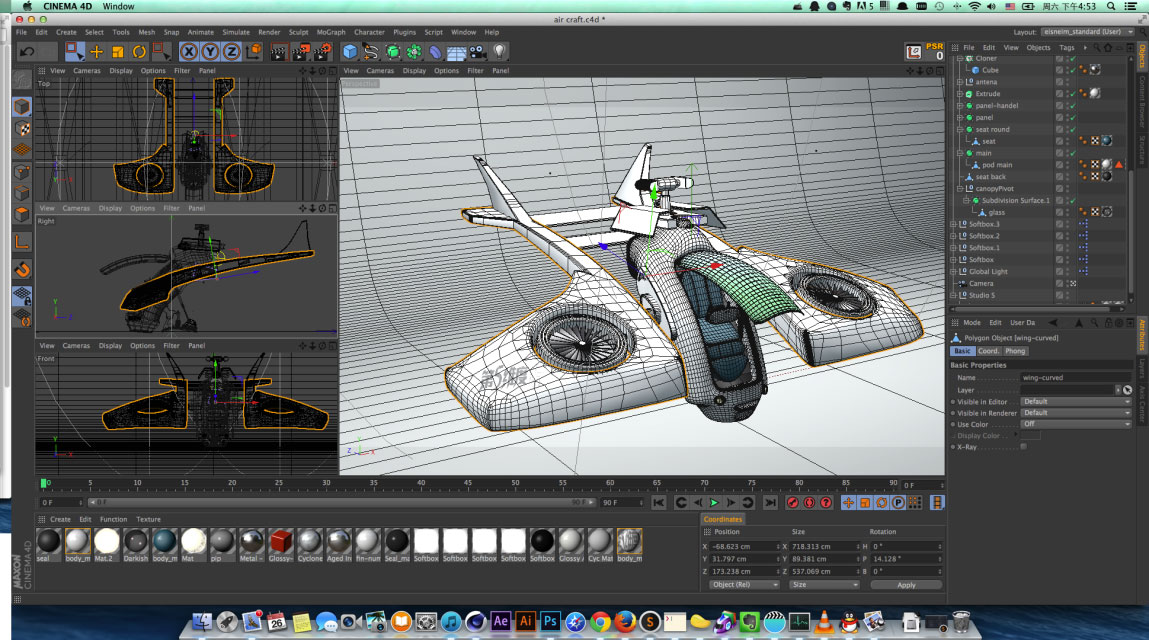 CINEMA 4D Window
5 周六 下午4:53
air craft.c4d *
File Edit Create Select Tools Mesh Snap Animate Simulate Render Sculpt MoGraph Character Plugins Script Window Help
Layout: elsneim_standard (User)
X Y Z
PSR
0
View Cameras Display Options Filter Panel
Top
View Cameras Display Options Filter Panel
Right
View Cameras Display Options Filter Panel
Front
View Cameras Display Options Filter Panel
Perspective
File Edit View Objects Tags
Cloner
Cube
antena
Extrude
panel-handel
panel
seat round
seat
main
pod main
seat back
canopyPivot
Subdivision Surface.1
glass
Softbox.3
Softbox.2
Softbox.1
Softbox
Global Light
Camera
Studio S
Objects
Content Browser
Structure
Mode Edit User Da
Polygon Object [wing-curved]
Basic Coord. Phong
Basic Properties
Name wing-curved
Layer
Visible in Editor Default
Visible in Renderer Default
Use Color Off
Display Color
X-Ray
Attributes
Layers
Axis Center
0 5 10 15 20 25 30 35 40 45 50 55 60 65 70 75 80 85 90 0 F
0 F 0 F 90 F 90 F
Create Edit Function Texture
seal body_m Mat.2 Darkish body_m Mat pip Metal - Glossy- Cyclone Aged In fin-num Seal_ma Softbox Softbox Softbox Softbox Softbox Glossy Cyc Mat body_m
Coordinates
Position Size Rotation
X -68.623 cm X 718.313 cm H 0 °
Y 31.797 cm Y 89.381 cm P 14.128 °
Z 173.238 cm Z 537.069 cm B 0 °
Object (Rel) Size Apply
MAXON CINEMA4D
26 Ae Ai Ps S